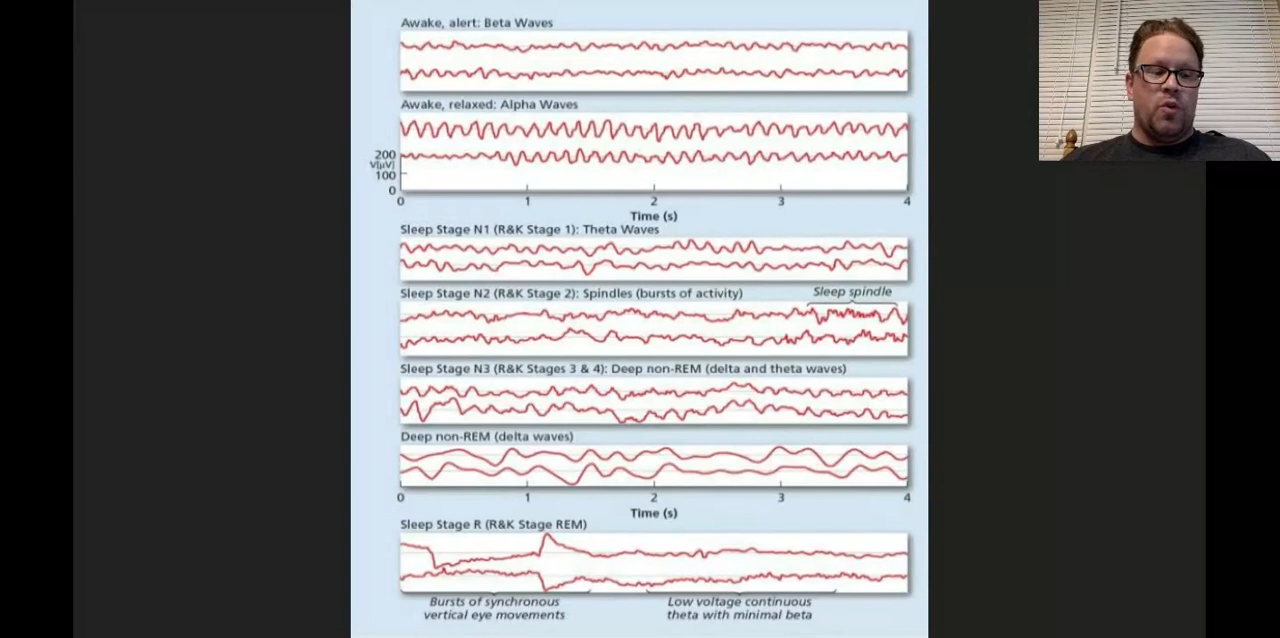 Awake, alert: Beta Waves
Awake, relaxed: Alpha Waves
200
V[µV]
100
0
0 1 2 3 4
Time (s)
Sleep Stage N1 (R&K Stage 1): Theta Waves
Sleep Stage N2 (R&K Stage 2): Spindles (bursts of activity)
Sleep spindle
Sleep Stage N3 (R&K Stages 3 & 4): Deep non-REM (delta and theta waves)
Deep non-REM (delta waves)
0 1 2 3 4
Time (s)
Sleep Stage R (R&K Stage REM)
Bursts of synchronous
vertical eye movements
Low voltage continuous
theta with minimal beta